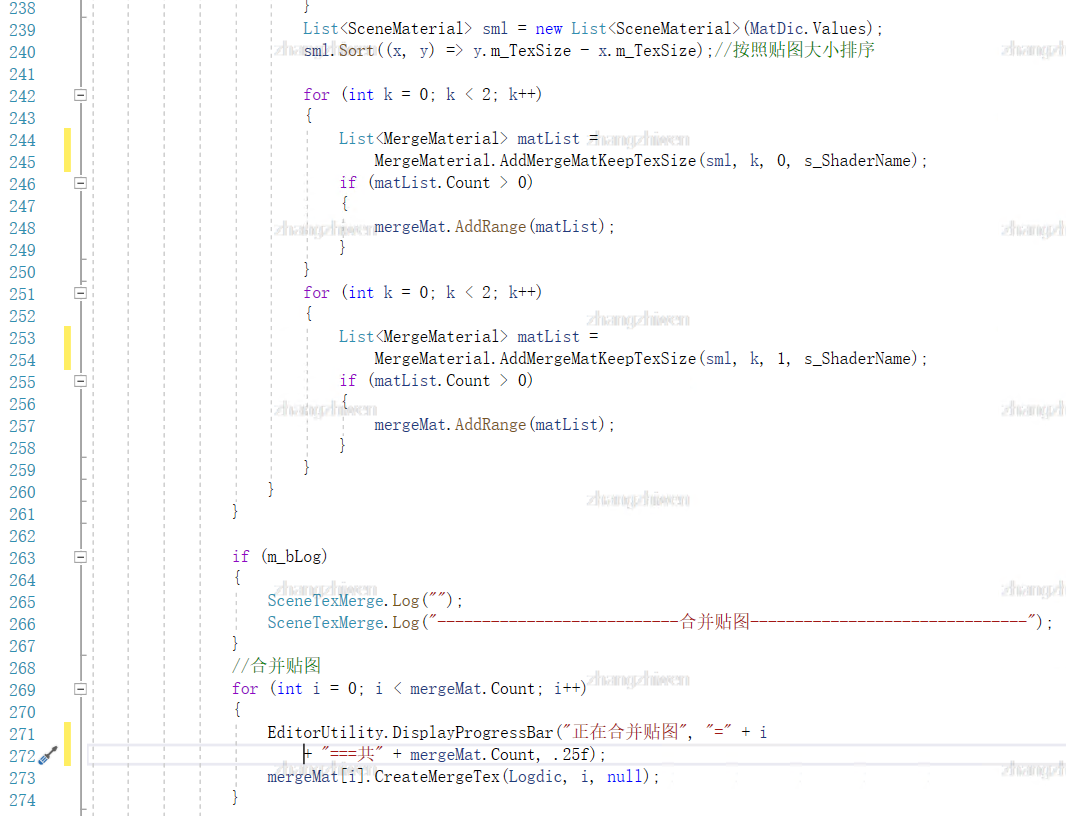 238 }
239 List<SceneMaterial> sml = new List<SceneMaterial>(MatDic.Values);
240 sml.Sort((x, y) => y.m_TexSize - x.m_TexSize);//按照贴图大小排序
241
242 for (int k = 0; k < 2; k++)
243 {
244 List<MergeMaterial> matList =
245 MergeMaterial.AddMergeMatKeepTexSize(sml, k, 0, s_ShaderName);
246 if (matList.Count > 0)
247 {
248 mergeMat.AddRange(matList);
249 }
250 }
251 for (int k = 0; k < 2; k++)
252 {
253 List<MergeMaterial> matList =
254 MergeMaterial.AddMergeMatKeepTexSize(sml, k, 1, s_ShaderName);
255 if (matList.Count > 0)
256 {
257 mergeMat.AddRange(matList);
258 }
259 }
260 }
261 }
262
263 if (m_bLog)
264 {
265 SceneTexMerge.Log("");
266 SceneTexMerge.Log("---------------------------合并贴图-------------------------------");
267 }
268 //合并贴图
269 for (int i = 0; i < mergeMat.Count; i++)
270 {
271 EditorUtility.DisplayProgressBar("正在合并贴图", "=" + i
272 + "===共" + mergeMat.Count, .25f);
273 mergeMat[i].CreateMergeTex(Logdic, i, null);
274 }